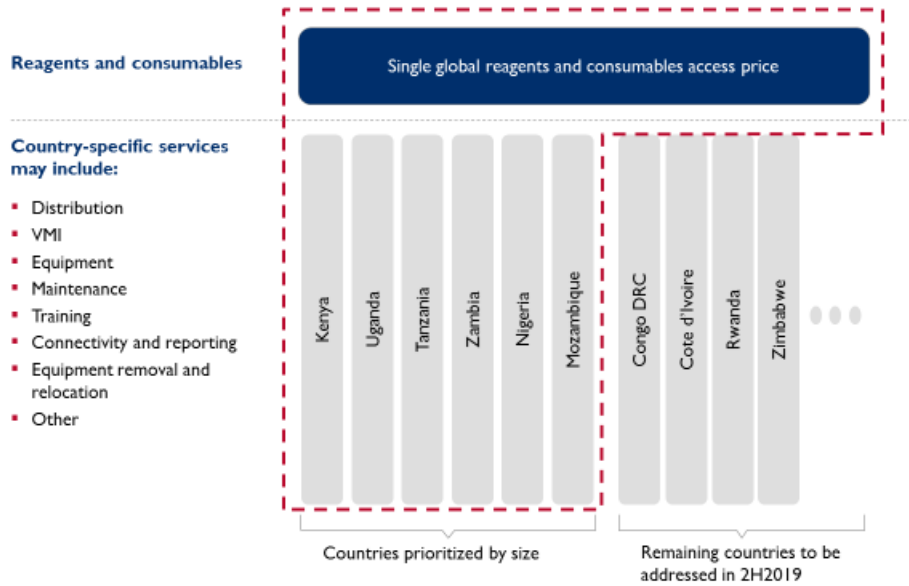 Reagents and consumables
Single global reagents and consumables access price
Country-specific services
may include:
▪ Distribution
▪ VMI
▪ Equipment
▪ Maintenance
▪ Training
▪ Connectivity and reporting
▪ Equipment removal and
relocation
▪ Other
Kenya
Uganda
Tanzania
Zambia
Nigeria
Mozambique
Congo DRC
Cote d'Ivoire
Rwanda
Zimbabwe
Countries prioritized by size
Remaining countries to be
addressed in 2H2019